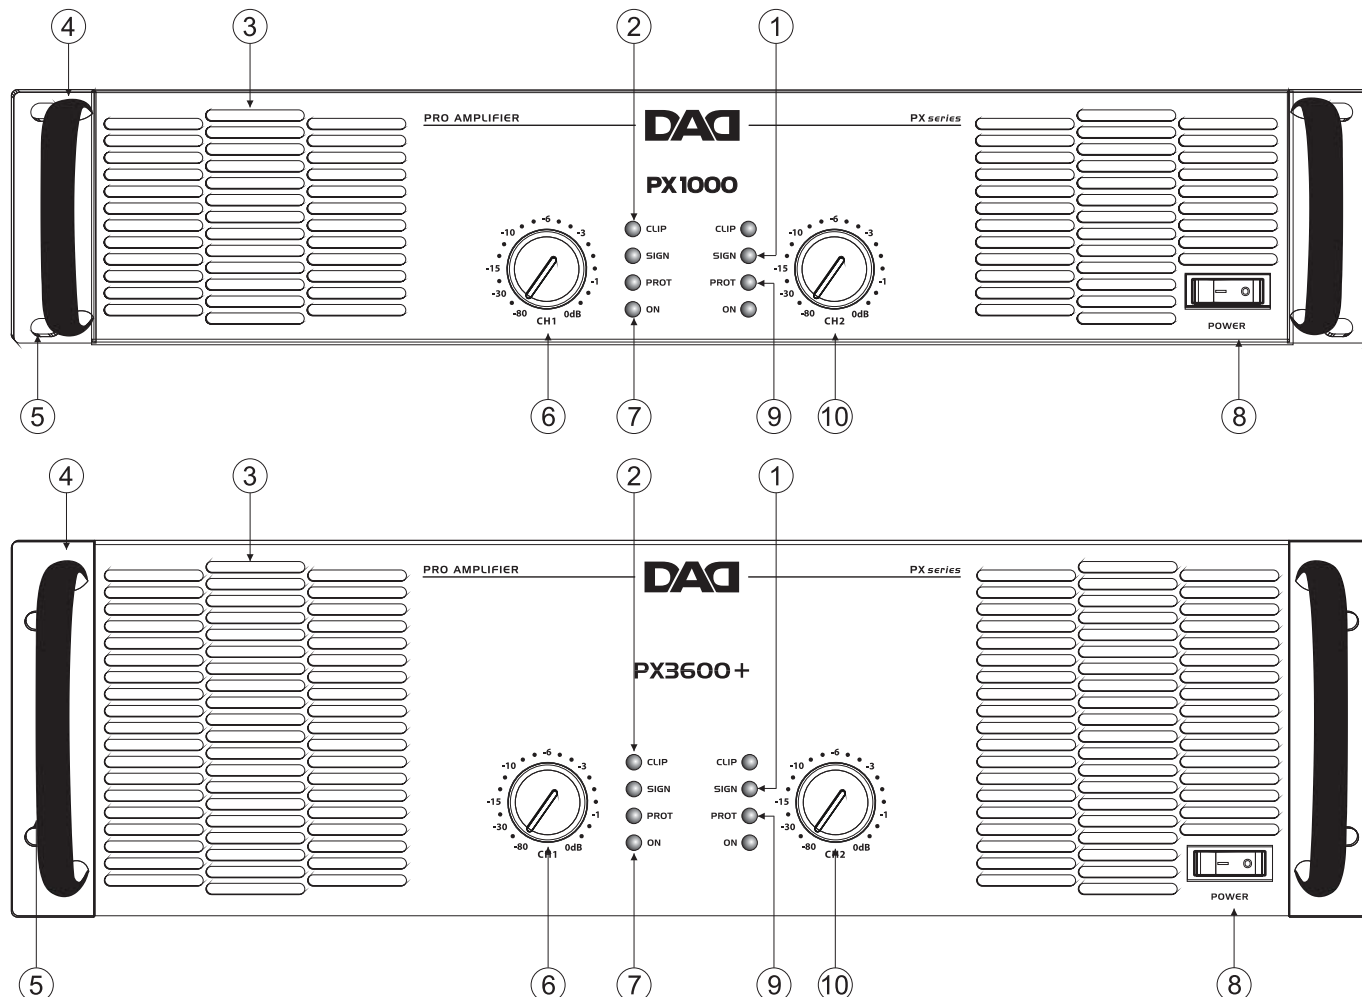 4 3 2 1
PRO AMPLIFIER DAD PX series
PX1000
-6 -6
-10 -3 CLIP CLIP -10 -3
SIGN SIGN
-15 -1 -15 -1
-30 PROT PROT -30
-80 0dB ON ON -80 0dB
CH1 CH2
POWER
5 6 7 9 10 8
4 3 2 1
PRO AMPLIFIER DAD PX series
PX3600+
-6 -6
-10 -3 CLIP CLIP -10 -3
SIGN SIGN
-15 -1 -15 -1
-30 PROT PROT -30
-80 0dB ON ON -80 0dB
CH1 CH2
POWER
5 6 7 9 10 8